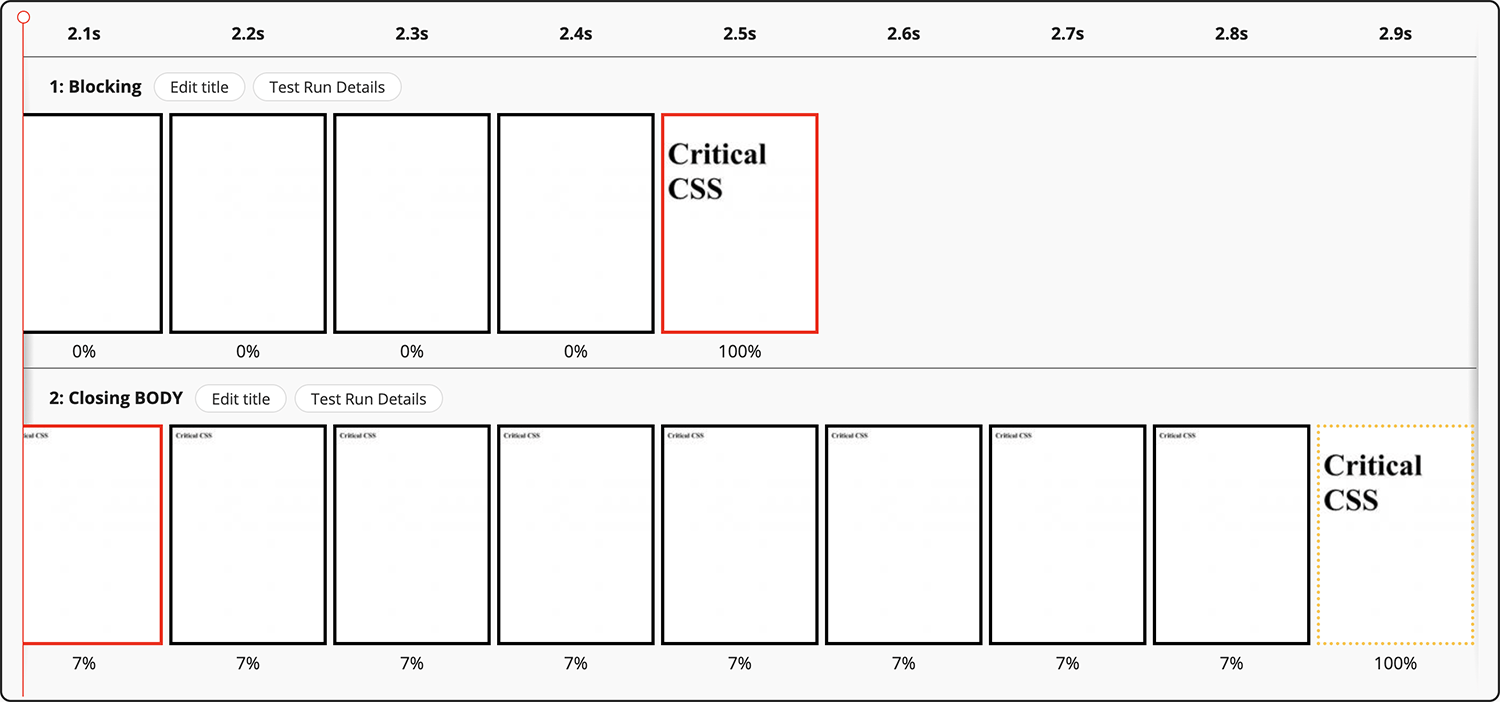 2.1s 2.2s 2.3s 2.4s 2.5s 2.6s 2.7s 2.8s 2.9s
1: Blocking Edit title Test Run Details
Critical
CSS
0% 0% 0% 0% 100%
2: Closing BODY Edit title Test Run Details
ical CSS Critical CSS Critical CSS Critical CSS Critical CSS Critical CSS Critical CSS Critical CSS
Critical
CSS
7% 7% 7% 7% 7% 7% 7% 7% 100%